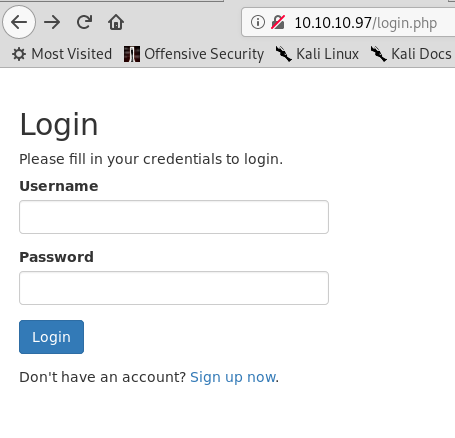 10.10.10.97/login.php
Most Visited Offensive Security Kali Linux Kali Docs
Login
Please fill in your credentials to login.
Username
Password
Login
Don't have an account? Sign up now.